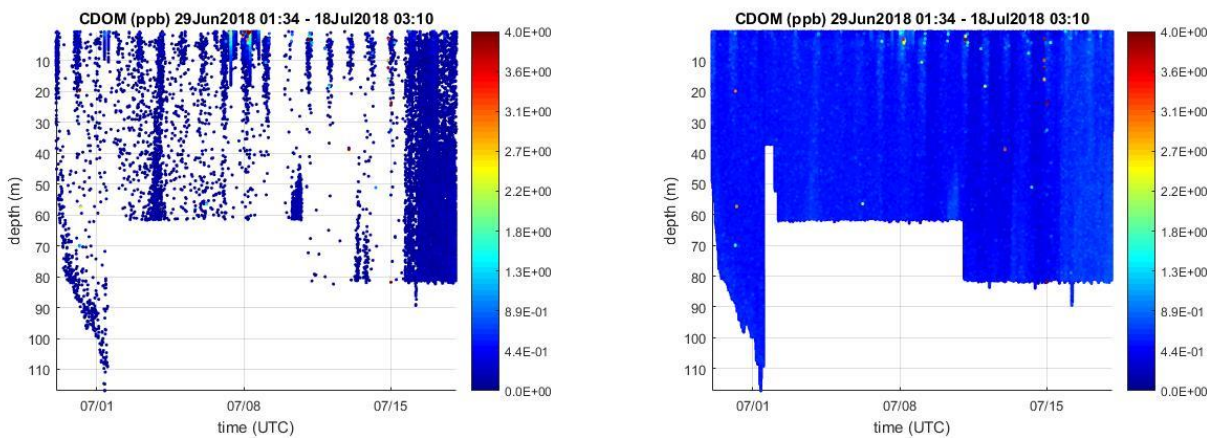 CDOM (ppb) 29Jun2018 01:34 - 18Jul2018 03:10
10
20
30
40
50
60
70
80
90
100
110
depth (m)
07/01
07/08
07/15
time (UTC)
4.0E+00
3.6E+00
3.1E+00
2.7E+00
2.2E+00
1.8E+00
1.3E+00
8.9E-01
4.4E-01
0.0E+00
CDOM (ppb) 29Jun2018 01:34 - 18Jul2018 03:10
10
20
30
40
50
60
70
80
90
100
110
depth (m)
07/01
07/08
07/15
time (UTC)
4.0E+00
3.6E+00
3.1E+00
2.7E+00
2.2E+00
1.8E+00
1.3E+00
8.9E-01
4.4E-01
0.0E+00